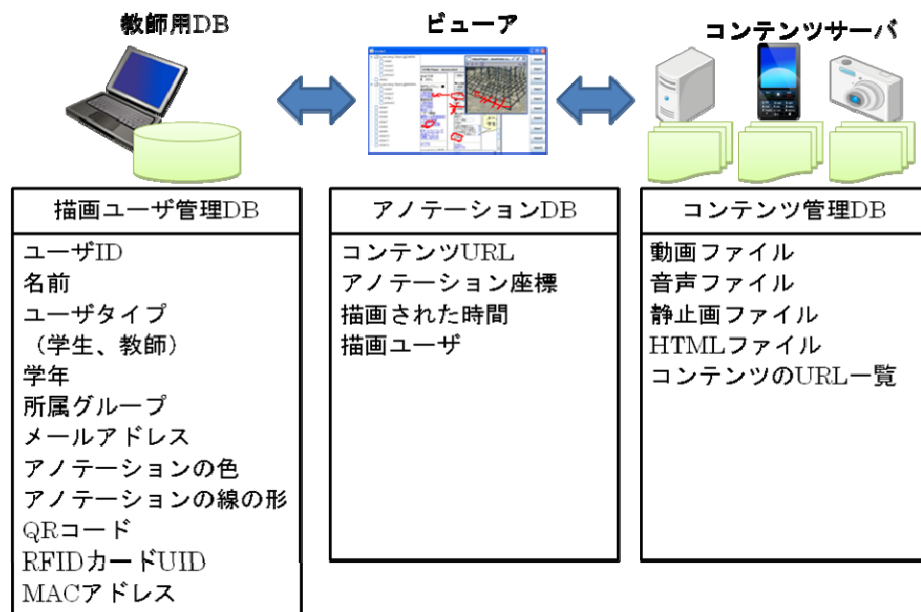 教師用DB
ビューア
コンテンツサーバ
描画ユーザ管理DB
ユーザID
名前
ユーザタイプ
（学生、教師）
学年
所属グループ
メールアドレス
アノテーションの色
アノテーションの線の形
QRコード
RFIDカードUID
MACアドレス
アノテーションDB
コンテンツURL
アノテーション座標
描画された時間
描画ユーザ
コンテンツ管理DB
動画ファイル
音声ファイル
静止画ファイル
HTMLファイル
コンテンツのURL一覧